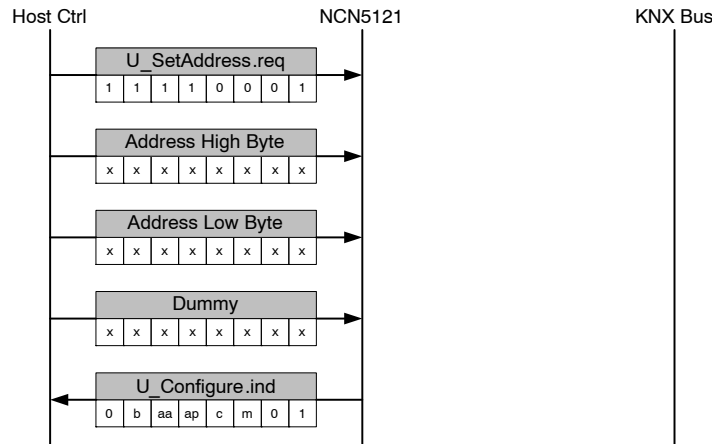 Host Ctrl NCN5121 KNX Bus
U_SetAddress.req
1 1 1 1 0 0 0 1
Address High Byte
x x x x x x x x
Address Low Byte
x x x x x x x x
Dummy
x x x x x x x x
U_Configure.ind
0 b aa ap c m 0 1